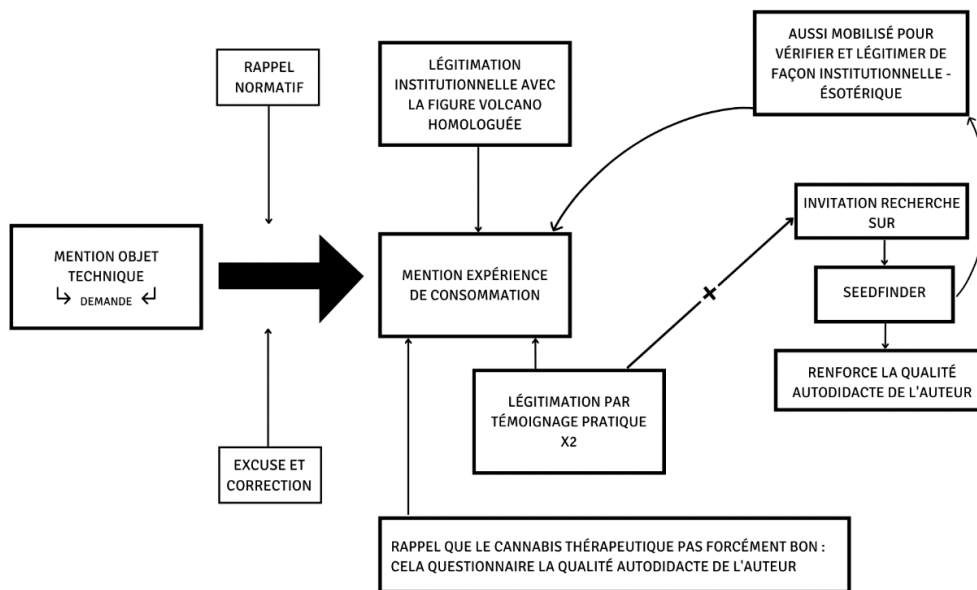 RAPPEL
NORMATIF
LÉGITIMATION
INSTITUTIONNELLE AVEC
LA FIGURE VOLCANO
HOMOLOGUÉE
AUSSI MOBILISÉ POUR
VÉRIFIER ET LÉGITIMER DE
FAÇON INSTITUTIONNELLE -
ÉSOTÉRIQUE
MENTION OBJET
TECHNIQUE
DEMANDE
MENTION EXPÉRIENCE
DE CONSOMMATION
INVITATION RECHERCHE
SUR
SEEDFINDER
RENFORCE LA QUALITÉ
AUTODIDACTE DE L'AUTEUR
LÉGITIMATION PAR
TÉMOIGNAGE PRATIQUE
X2
EXCUSE ET
CORRECTION
RAPPEL QUE LE CANNABIS THÉRAPEUTIQUE PAS FORCÉMENT BON :
CELA QUESTIONNAIRE LA QUALITÉ AUTODIDACTE DE L'AUTEUR